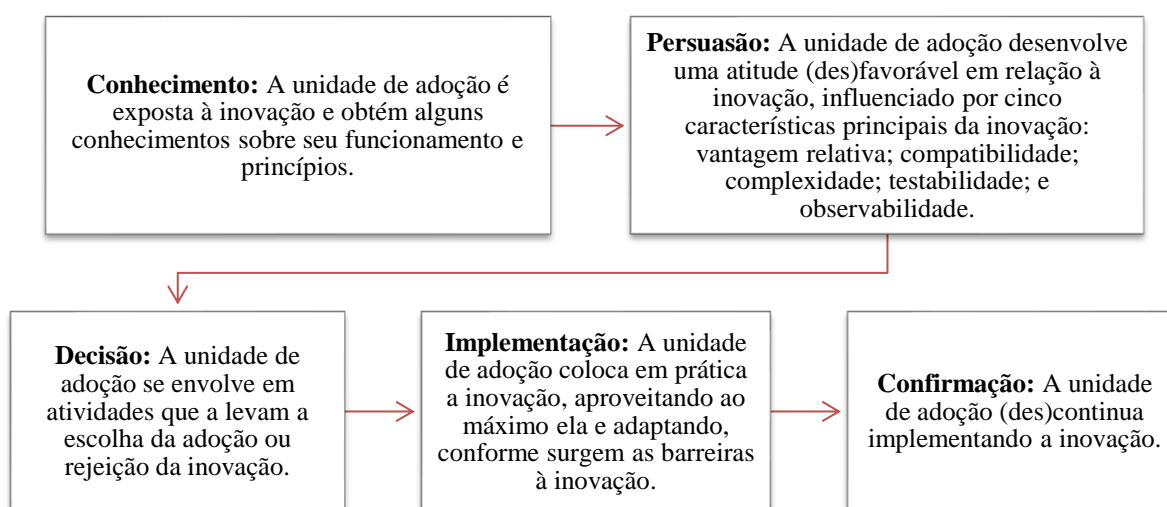 Conhecimento: A unidade de adoção é
exposta à inovação e obtém alguns
conhecimentos sobre seu funcionamento e
princípios.
Persuasão: A unidade de adoção desenvolve
uma atitude (des)favorável em relação à
inovação, influenciado por cinco
características principais da inovação:
vantagem relativa; compatibilidade;
complexidade; testabilidade; e
observabilidade.
Decisão: A unidade de
adoção se envolve em
atividades que a levam a
escolha da adoção ou
rejeição da inovação.
Implementação: A unidade
de adoção coloca em prática
a inovação, aproveitando ao
máximo ela e adaptando,
conforme surgem as barreiras
à inovação.
Confirmação: A unidade
de adoção (des)continua
implementando a inovação.